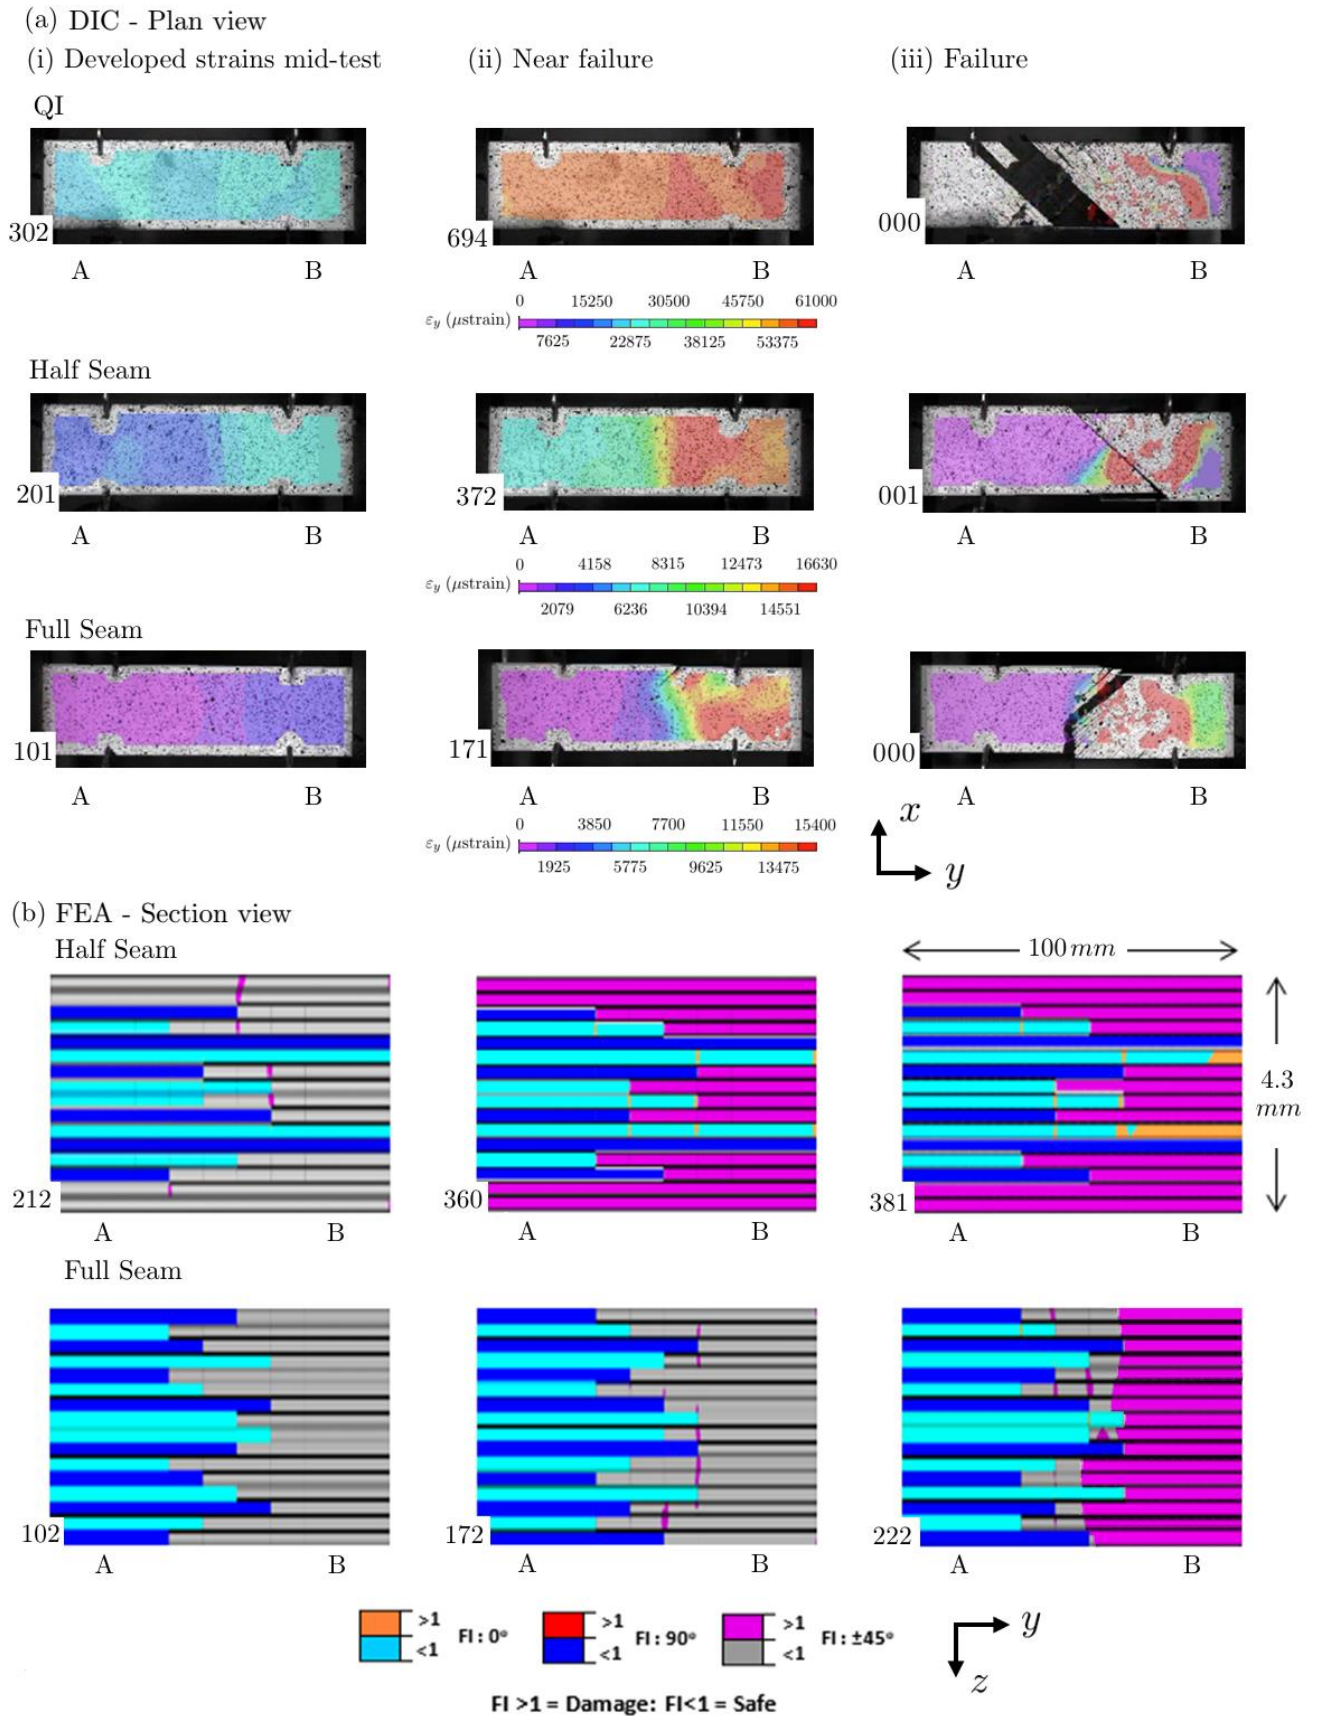 (a) DIC - Plan view
(i) Developed strains mid-test (ii) Near failure (iii) Failure
QI
302 694 000
A B A B A B
0 15250 30500 45750 61000
εy (μstrain)
7625 22875 38125 53375
Half Seam
201 372 001
A B A B A B
0 4158 8315 12473 16630
εy (μstrain)
2079 6236 10394 14551
Full Seam
101 171 000
A B A B A B
0 3850 7700 11550 15400
εy (μstrain)
1925 5775 9625 13475
x
y
(b) FEA - Section view
Half Seam
100 mm
4.3
mm
212 360 381
A B A B A B
Full Seam
102 172 222
A B A B A B
>1 >1 >1
FI : 0° FI : 90° FI : ±45°
<1 <1 <1
y
z
FI >1 = Damage: FI<1 = Safe